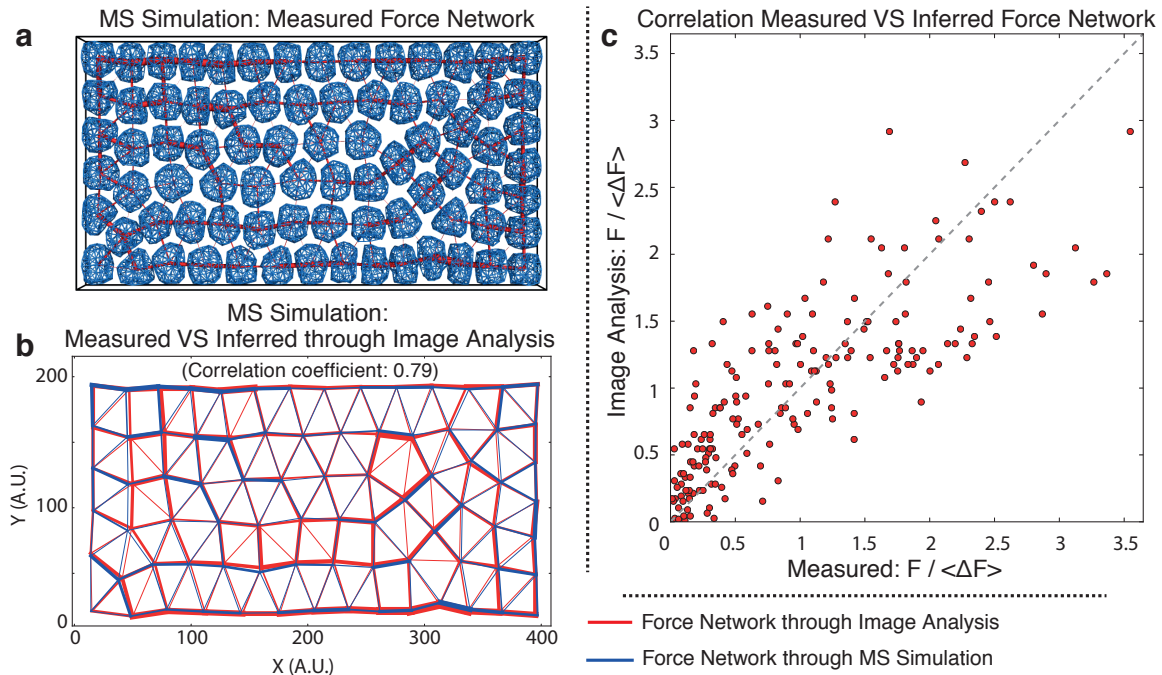 MS Simulation: Measured Force Network
a
MS Simulation:
Measured VS Inferred through Image Analysis
b
(Correlation coefficient: 0.79)
200
100
0
Y (A.U.)
0
100
200
300
400
X (A.U.)
Correlation Measured VS Inferred Force Network
c
3.5
3
2.5
2
1.5
1
0.5
0
Image Analysis: F / <ΔF>
0
0.5
1
1.5
2
2.5
3
3.5
Measured: F / <ΔF>
Force Network through Image Analysis
Force Network through MS Simulation